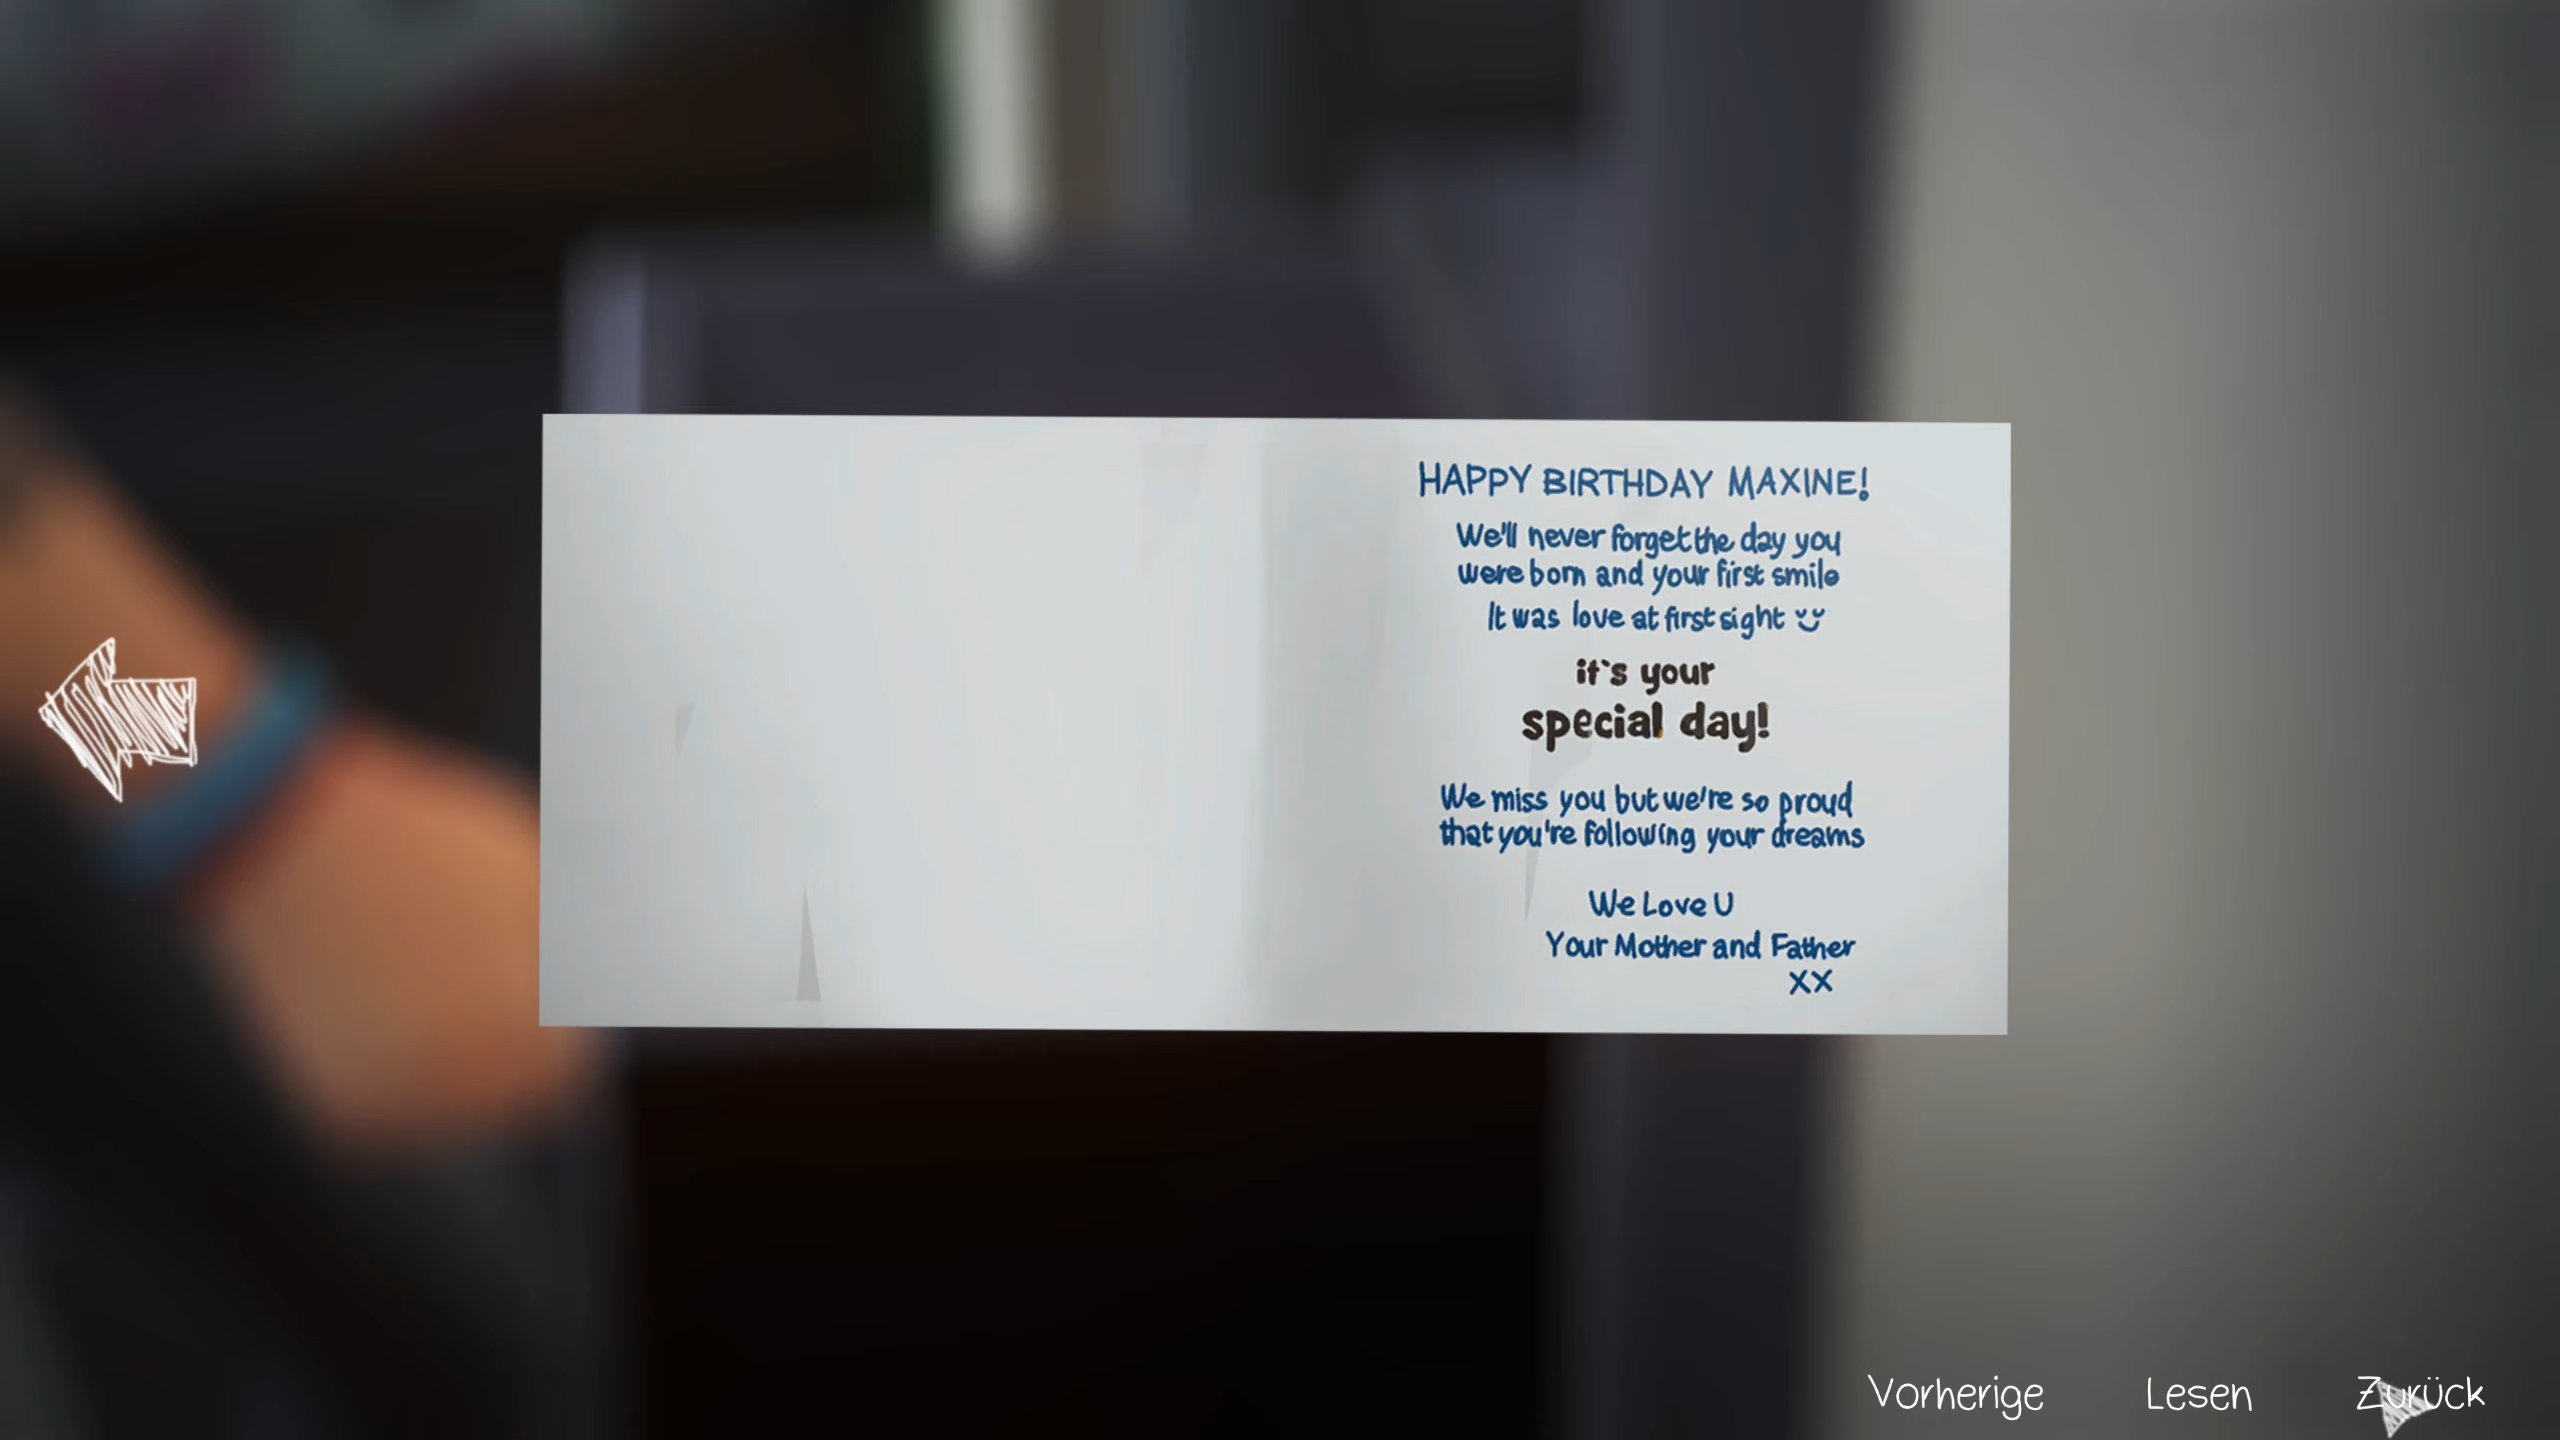 HAPPY BIRTHDAY MAXINE!
We'll never forget the day you
were born and your first smile
It was love at first sight
it`s your
special day!
We miss you but we're so proud
that you're following your dreams
We Love U
Your Mother and Father
XX
Vorherige
Lesen
Zurück